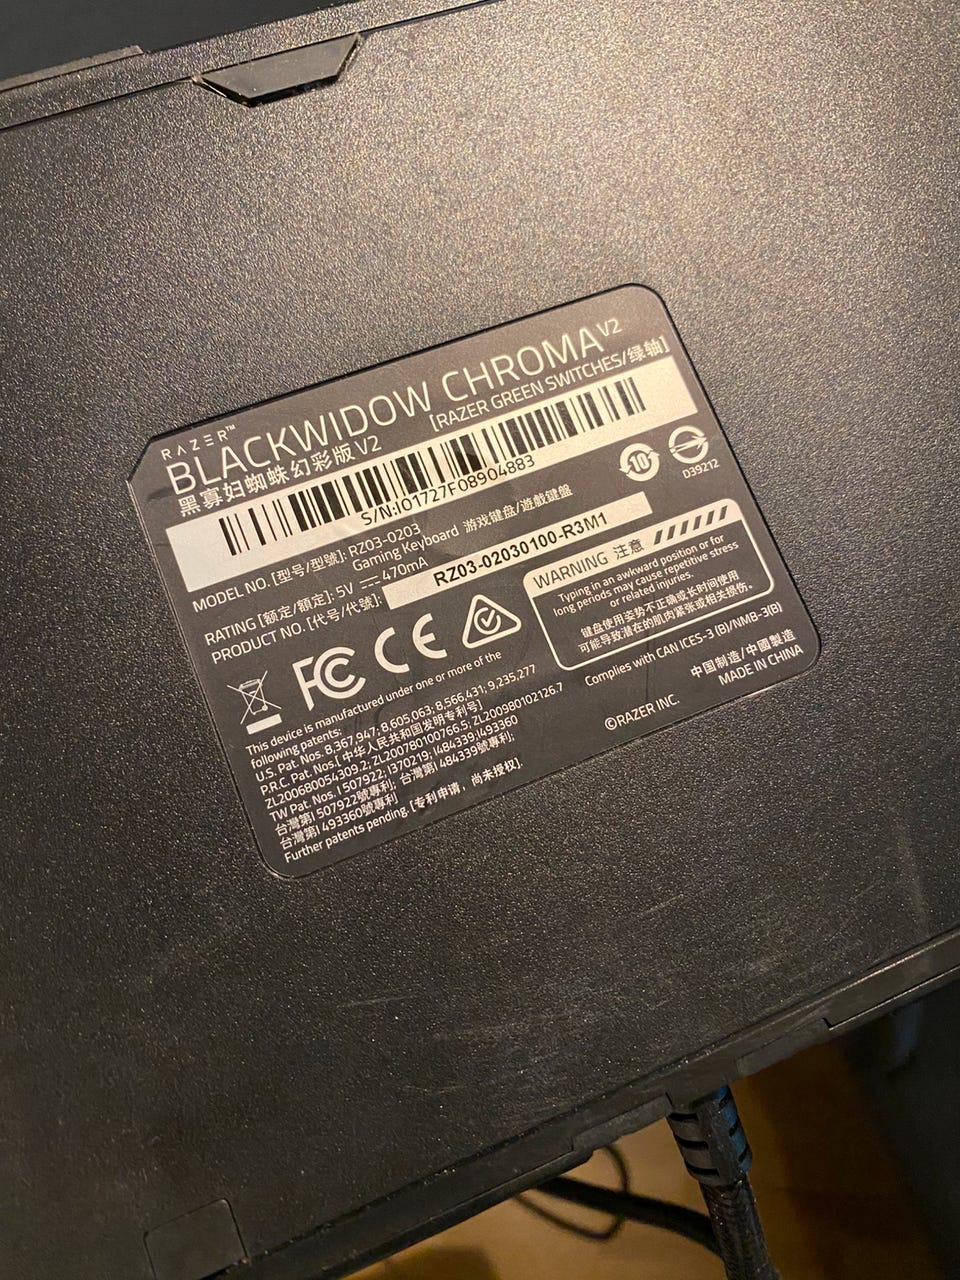 RAZER™
BLACKWIDOW CHROMA V2
黑寡妇蜘蛛幻彩版 V2 [RAZER GREEN SWITCHES/绿轴]
S/N:IO1727F08904883
MODEL NO. [型号/型號]: RZ03-0203
Gaming Keyboard 游戏键盘/遊戲鍵盤
RATING [额定/額定]: 5V ⎓ 470mA
PRODUCT NO. [代号/代號]: RZ03-02030100-R3M1
10
D39212
WARNING 注意
Typing in an awkward position or for
long periods may cause repetitive stress
or related injuries.
键盘使用姿势不正确或长时间使用
可能导致潜在的肌肉紧张或相关损伤。
FC CE
Complies with CAN ICES-3 (B)/NMB-3(B)
中国制造/中國製造
MADE IN CHINA
©RAZER INC.
This device is manufactured under one or more of the
following patents:
U.S. Pat. Nos. 8,367,947; 8,605,063; 8,566,431; 9,235,277
P.R.C. Pat. Nos.[ 中华人民共和国发明专利号]
ZL200680054309.2; ZL200780100766.5; ZL200980102126.7
TW Pat. Nos. I 507922; I370219; I484339;I493360
台灣第I 507922號專利; 台灣第I 484339號專利;
台灣第I 493360號專利
Further patents pending [专利申请，尚未授权].